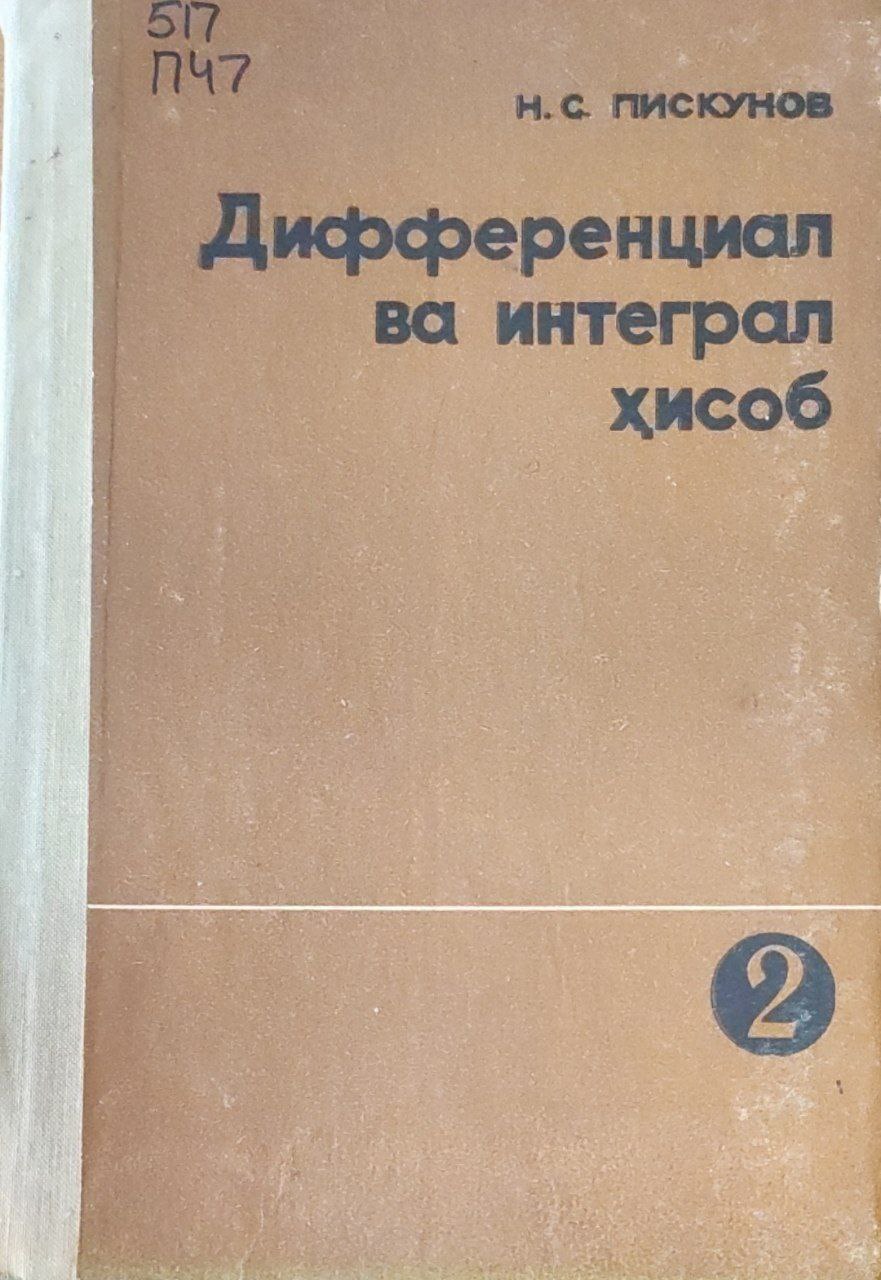 517
П47
Н. С. ПИСКУНОВ
Дифференциал
ва интеграл
ҳисоб
2